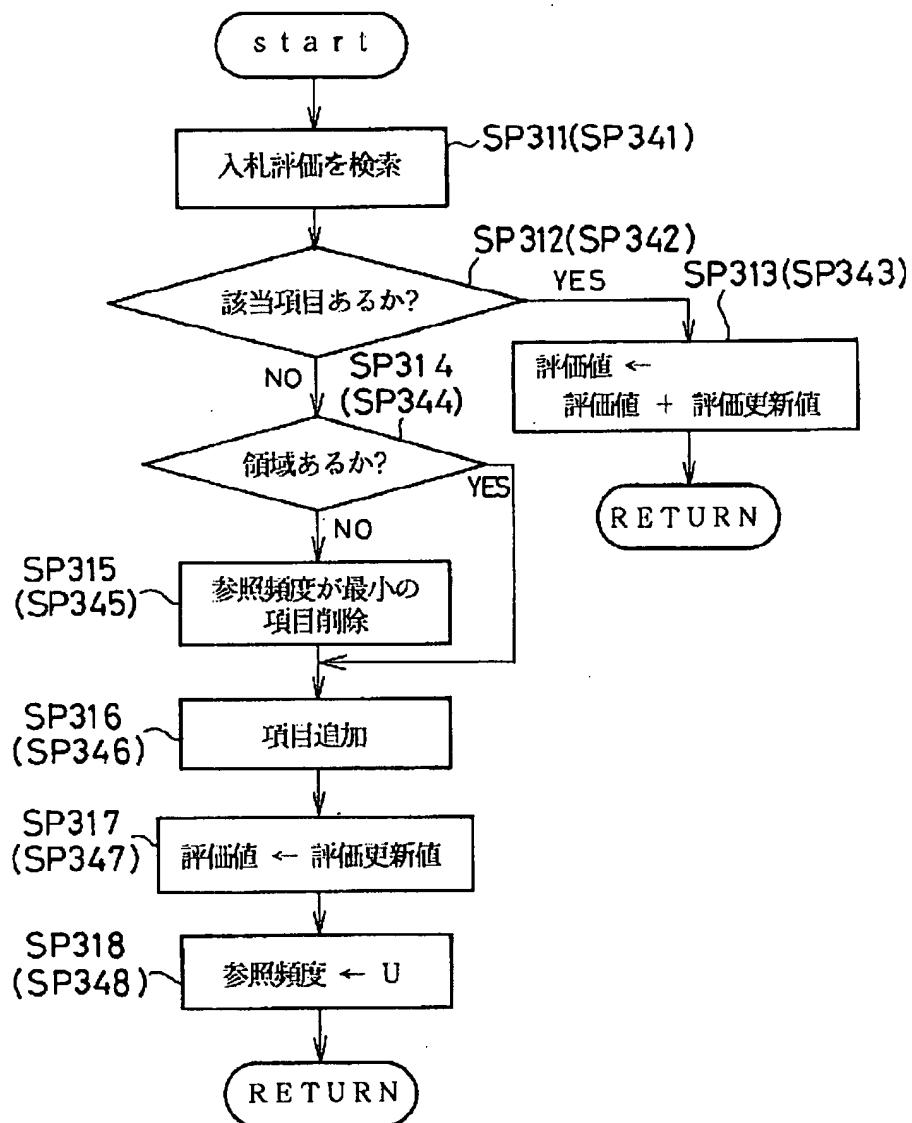 start
SP311(SP341)
入札評価を検索
SP312(SP342)
該当項目あるか?
YES
SP313(SP343)
評価値 ←
評価値 + 評価更新値
RETURN
NO
SP314
(SP344)
領域あるか?
YES
NO
SP315
(SP345)
参照頻度が最小の
項目削除
SP316
(SP346)
項目追加
SP317
(SP347)
評価値 ← 評価更新値
SP318
(SP348)
参照頻度 ← U
RETURN